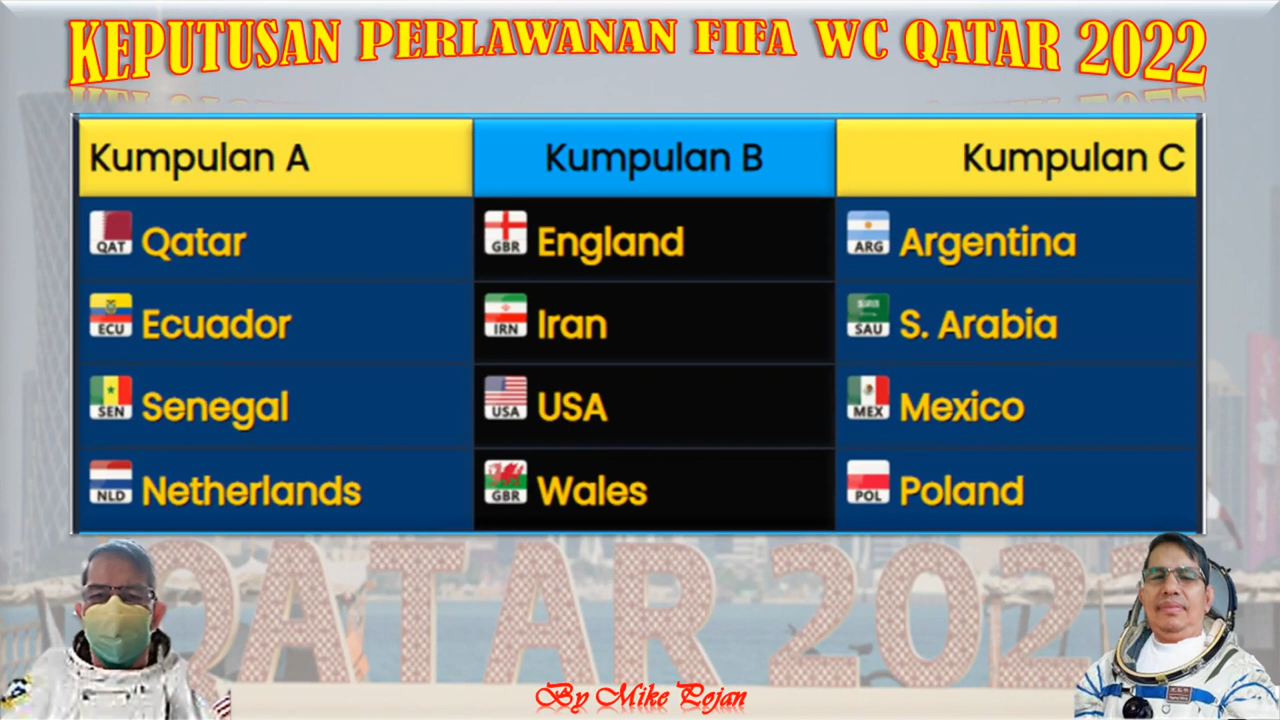 KEPUTUSAN PERLAWANAN FIFA WC QATAR 2022
Kumpulan A Kumpulan B Kumpulan C
QAT Qatar GBR England ARG Argentina
ECU Ecuador IRN Iran SAU S. Arabia
SEN Senegal USA USA MEX Mexico
NLD Netherlands GBR Wales POL Poland
QATAR 2022
By Mike Pojan